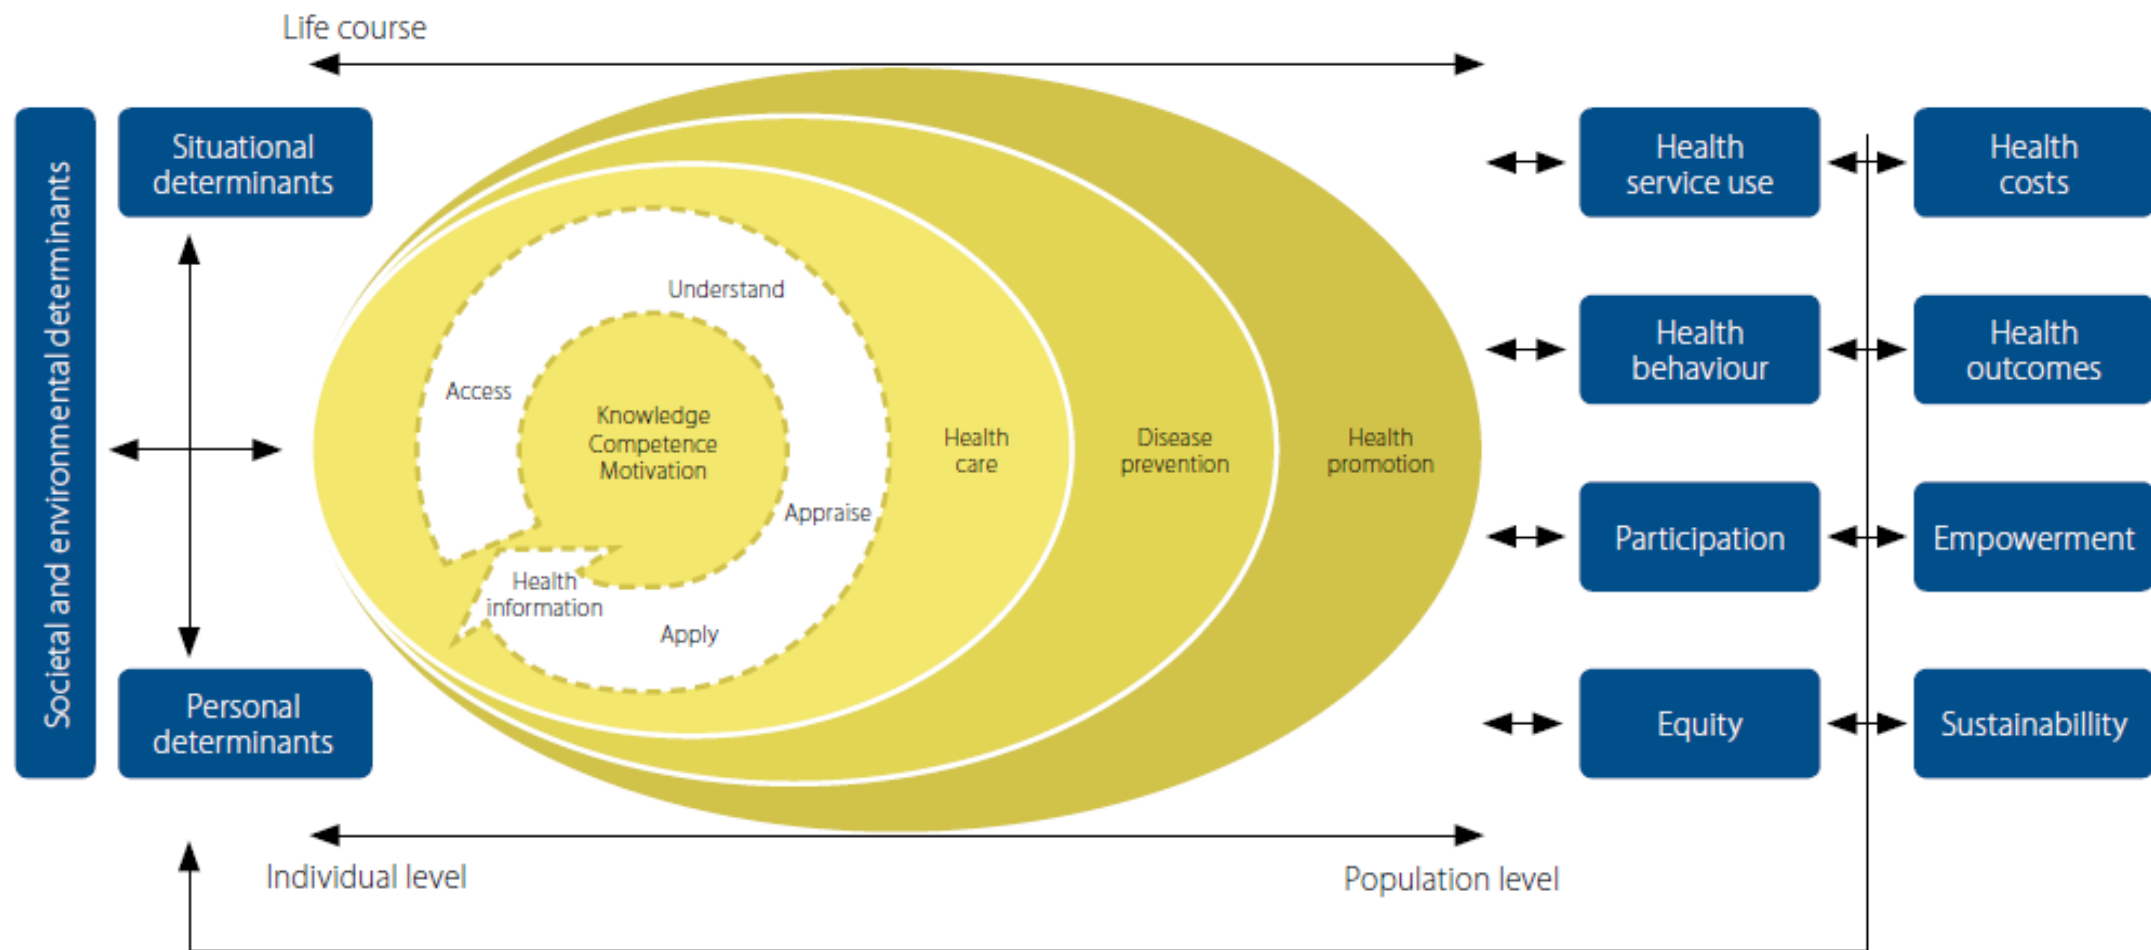 Life course
Societal and environmental determinants
Situational
determinants
Personal
determinants
Understand
Access
Knowledge
Competence
Motivation
Appraise
Health
information
Apply
Health
care
Disease
prevention
Health
promotion
Health
service use
Health
costs
Health
behaviour
Health
outcomes
Participation
Empowerment
Equity
Sustainabillity
Individual level
Population level